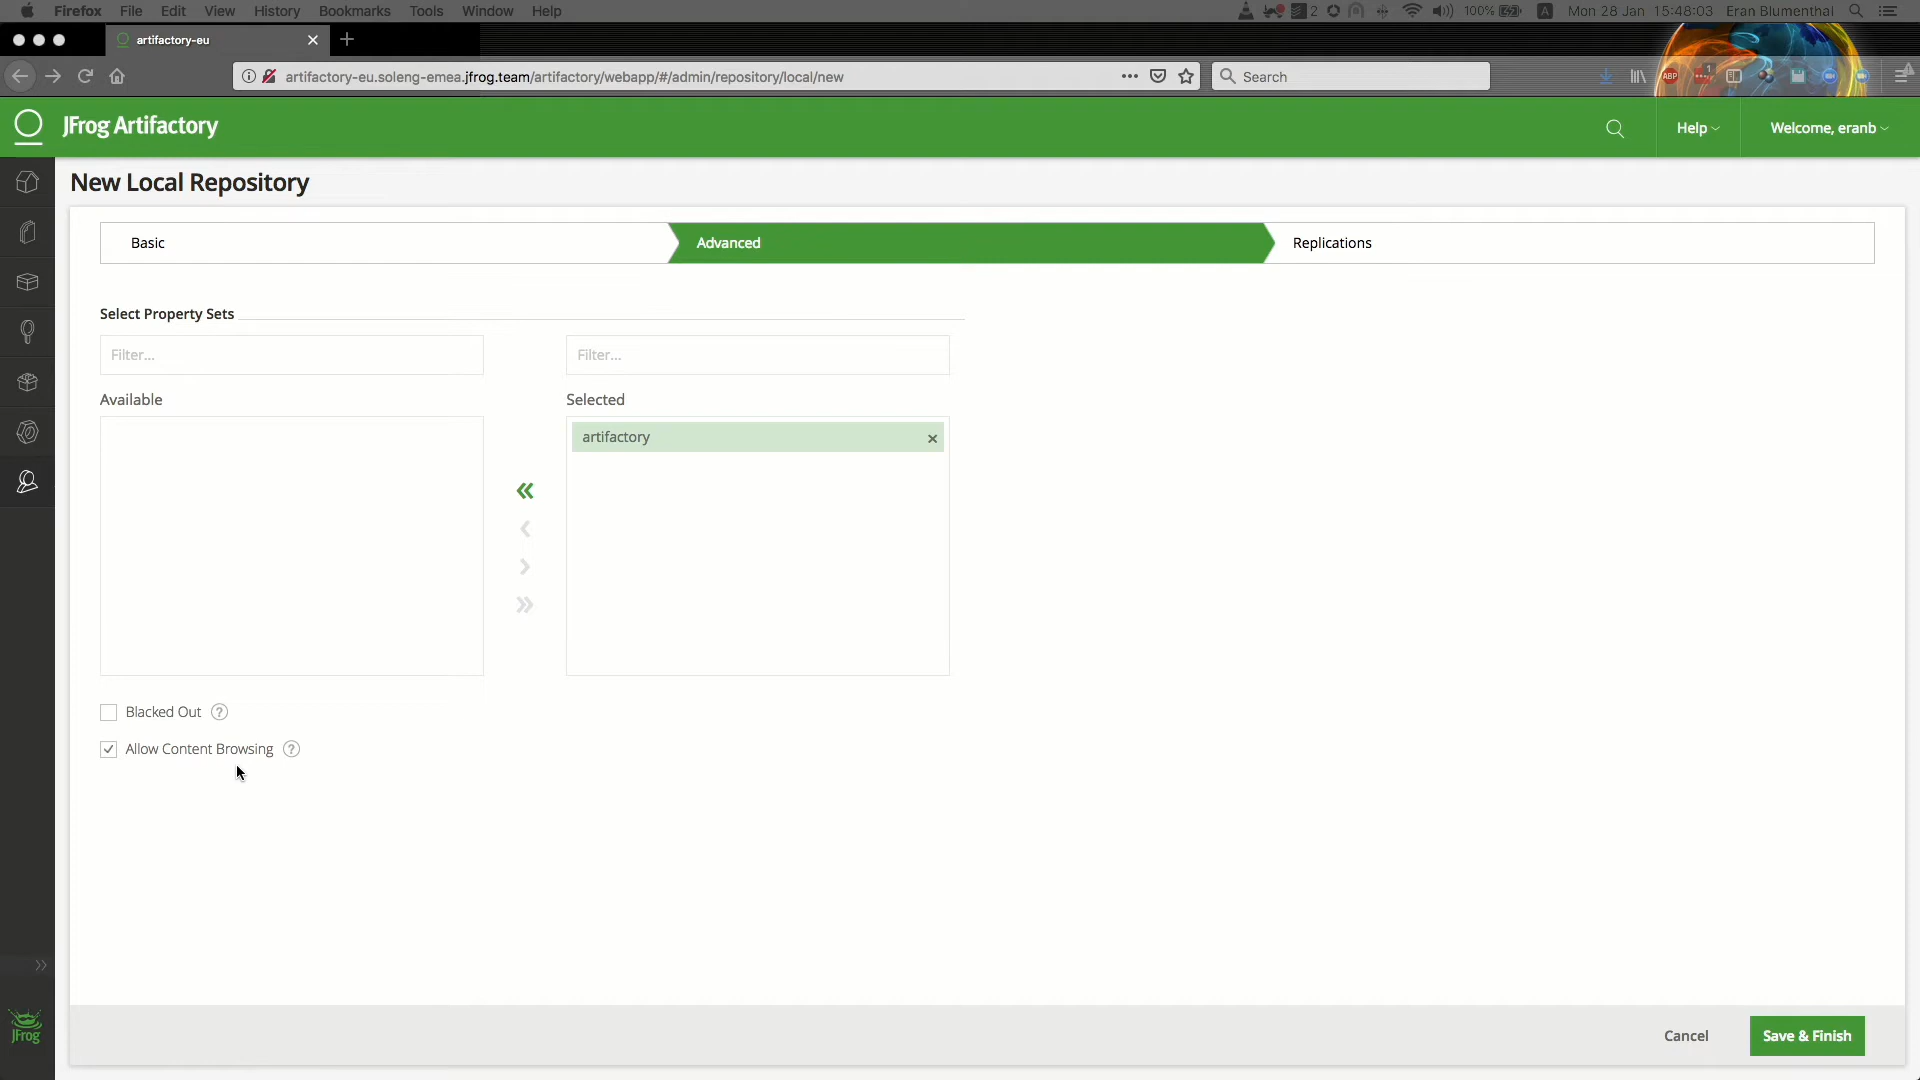 Firefox File Edit View History Bookmarks Tools Window Help 2 100% A Mon 28 Jan 15:48:03 Eran Blumenthal
artifactory-eu
artifactory-eu.soleng-emea.jfrog.team/artifactory/webapp/#/admin/repository/local/new Search ABP 1
JFrog Artifactory Help Welcome, eranb
New Local Repository
Basic Advanced Replications
Select Property Sets
Filter... Filter...
Available Selected
artifactory
Blacked Out ?
Allow Content Browsing ?
JFrog
Cancel Save & Finish